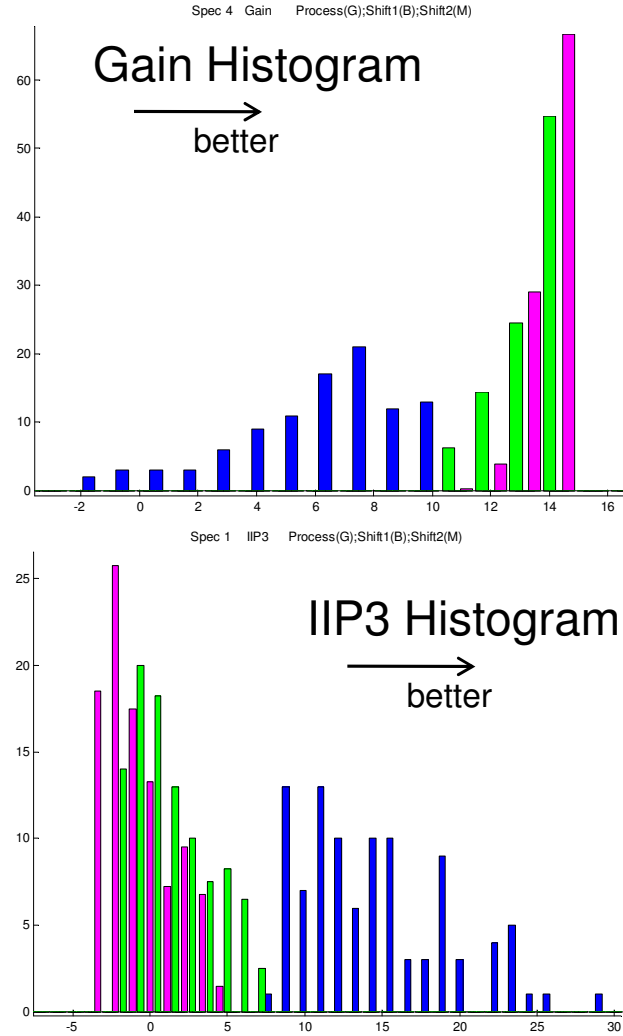 Spec 4 Gain Process(G);Shift1(B);Shift2(M)
Gain Histogram
better
60
50
40
30
20
10
0
-2 0 2 4 6 8 10 12 14 16
Spec 1 IIP3 Process(G);Shift1(B);Shift2(M)
IIP3 Histogram
better
25
20
15
10
5
0
-5 0 5 10 15 20 25 30